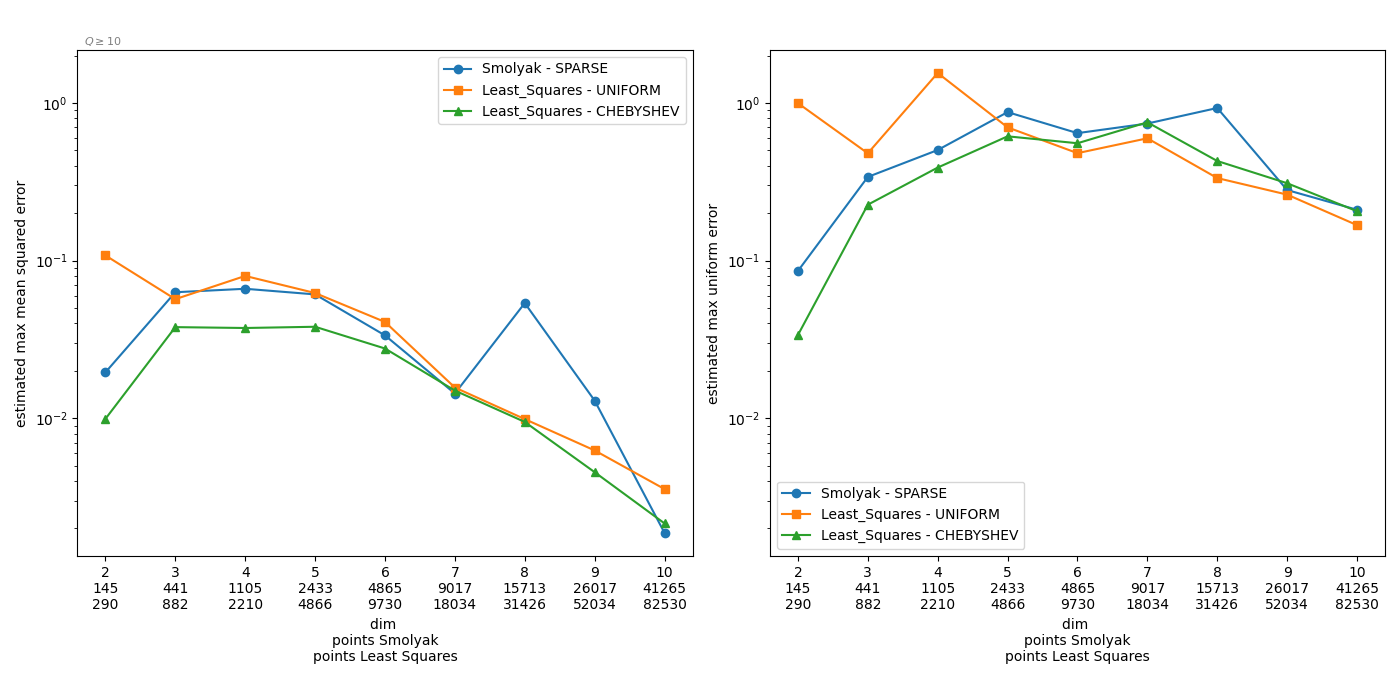 Q ≥ 10
Smolyak - SPARSE
Least_Squares - UNIFORM
Least_Squares - CHEBYSHEV
estimated max mean squared error
10⁰
10⁻¹
10⁻²
2 3 4 5 6 7 8 9 10
145 441 1105 2433 4865 9017 15713 26017 41265
290 882 2210 4866 9730 18034 31426 52034 82530
dim
points Smolyak
points Least Squares
estimated max uniform error
10⁰
10⁻¹
10⁻²
Smolyak - SPARSE
Least_Squares - UNIFORM
Least_Squares - CHEBYSHEV
2 3 4 5 6 7 8 9 10
145 441 1105 2433 4865 9017 15713 26017 41265
290 882 2210 4866 9730 18034 31426 52034 82530
dim
points Smolyak
points Least Squares